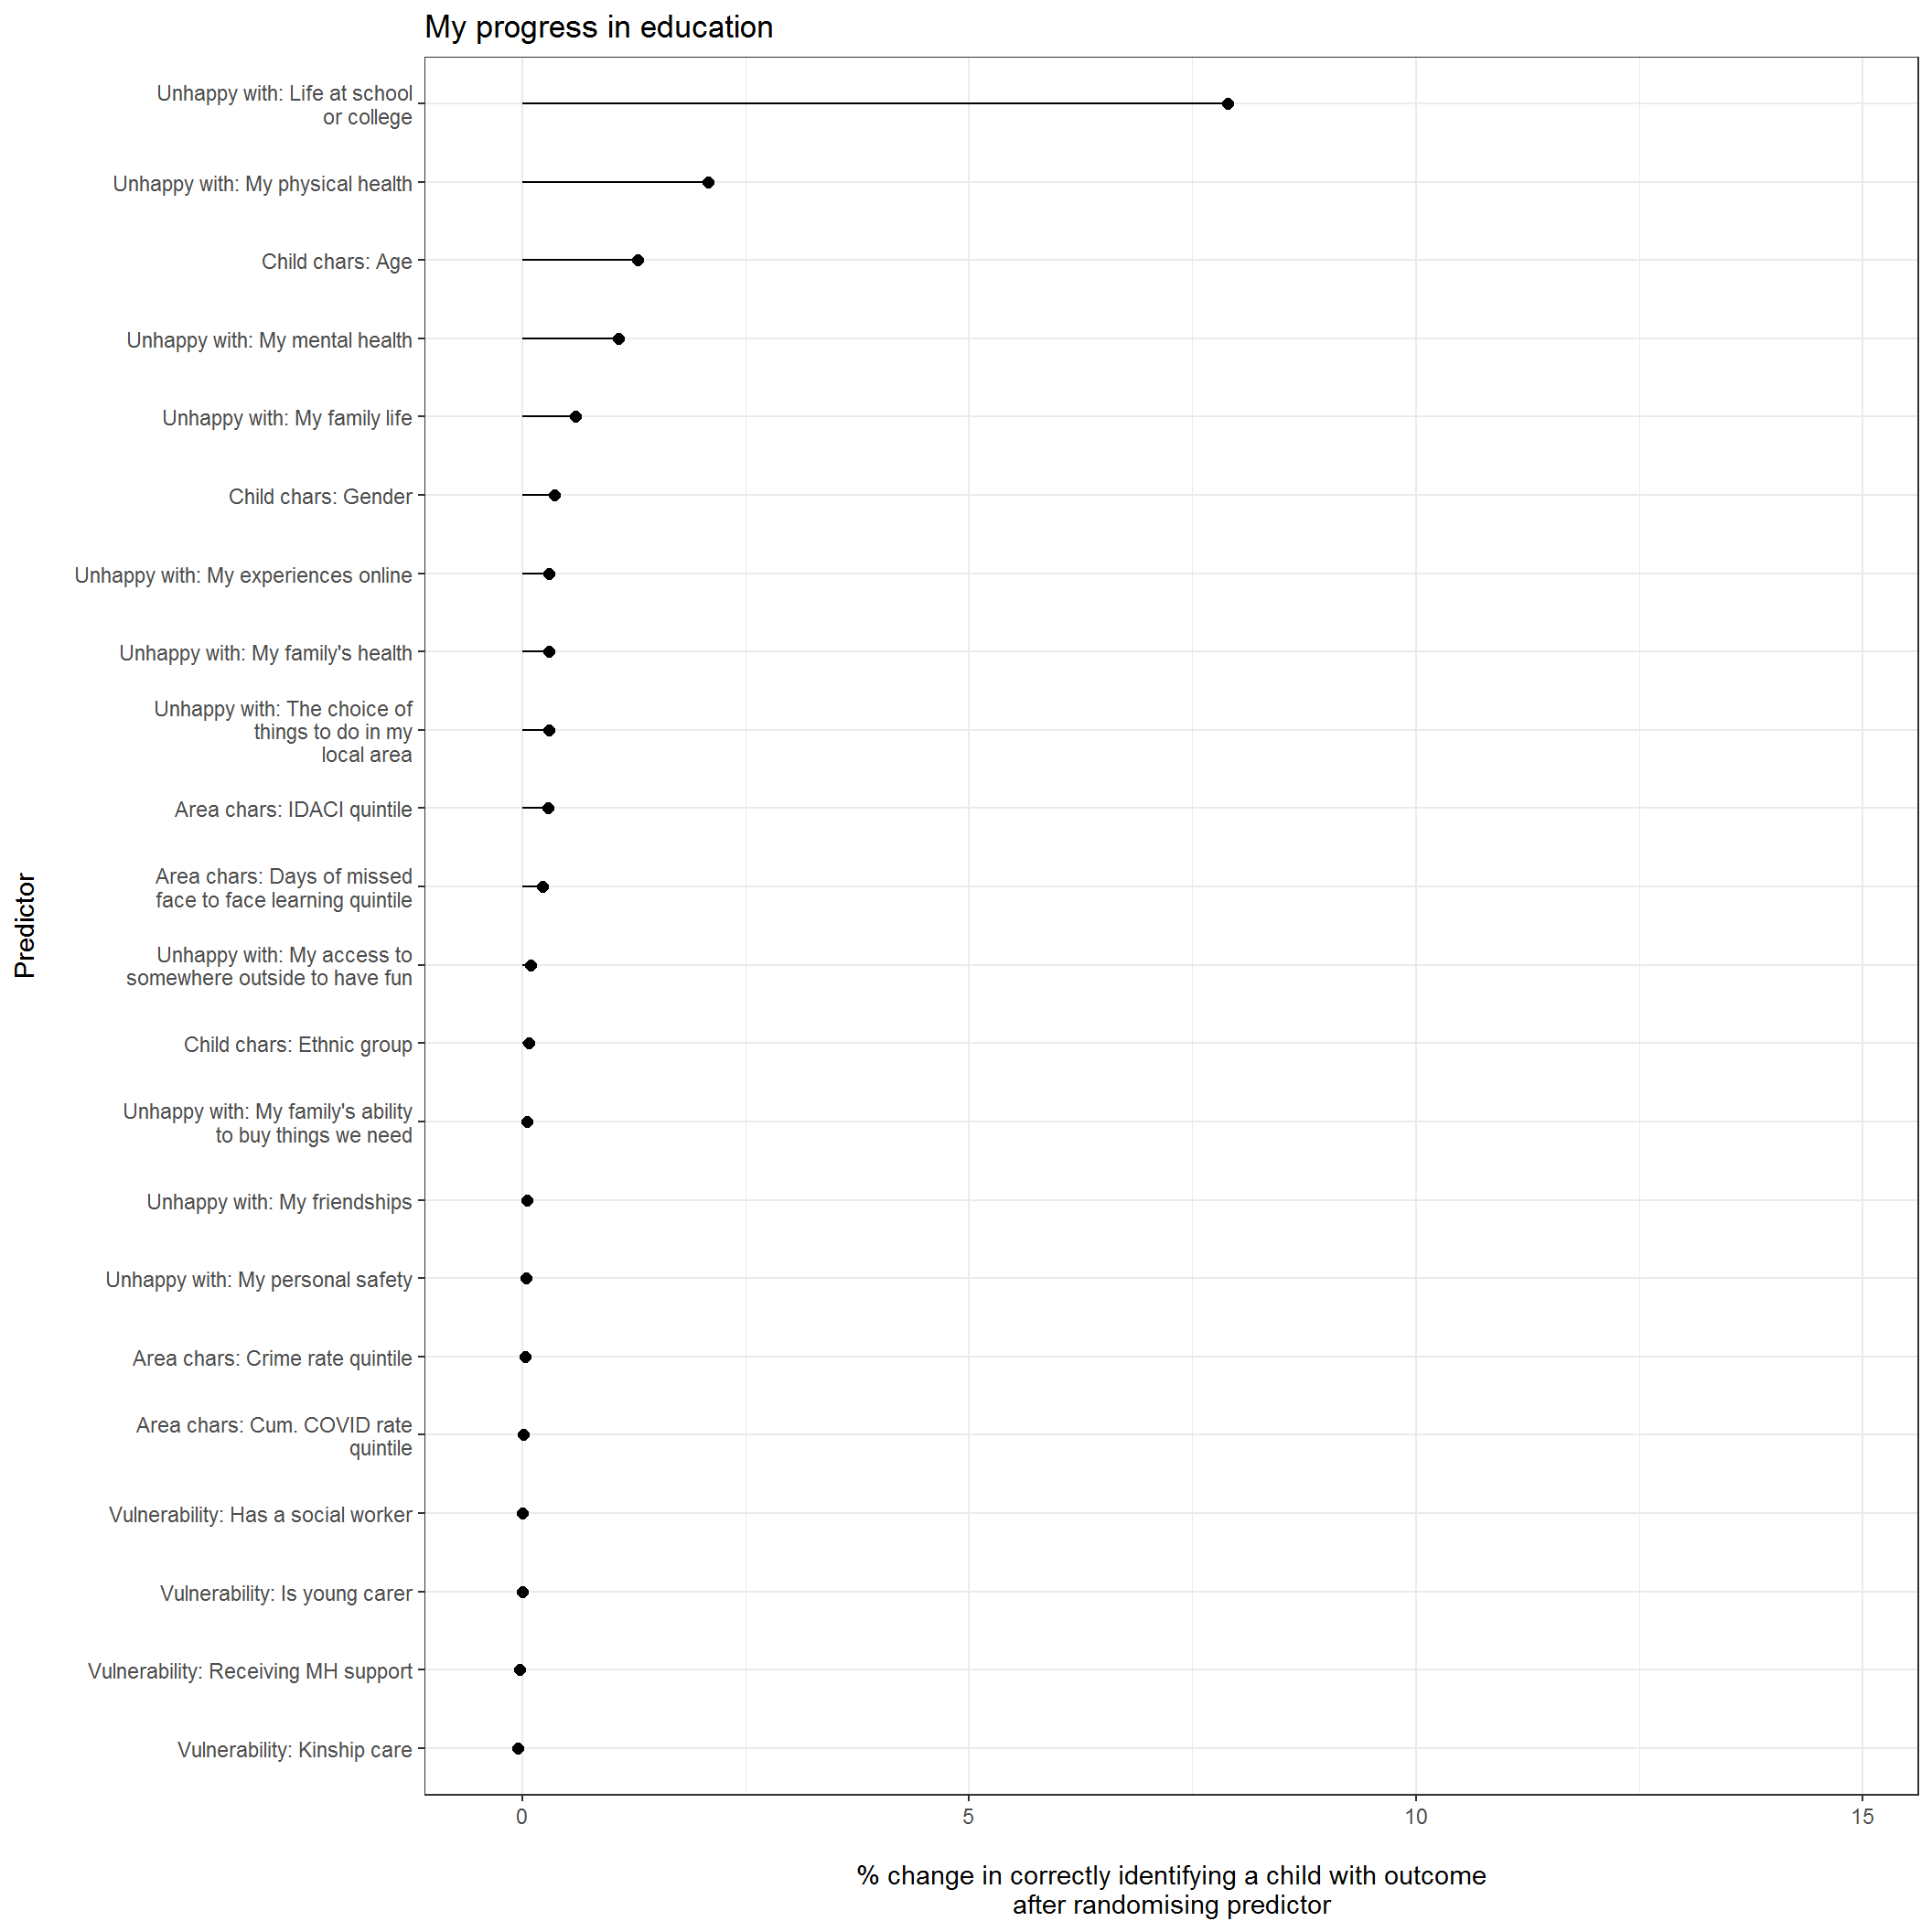 My progress in education
Unhappy with: Life at school
or college
Unhappy with: My physical health
Child chars: Age
Unhappy with: My mental health
Unhappy with: My family life
Child chars: Gender
Unhappy with: My experiences online
Unhappy with: My family's health
Unhappy with: The choice of
things to do in my
local area
Area chars: IDACI quintile
Area chars: Days of missed
face to face learning quintile
Unhappy with: My access to
somewhere outside to have fun
Child chars: Ethnic group
Unhappy with: My family's ability
to buy things we need
Unhappy with: My friendships
Unhappy with: My personal safety
Area chars: Crime rate quintile
Area chars: Cum. COVID rate
quintile
Vulnerability: Has a social worker
Vulnerability: Is young carer
Vulnerability: Receiving MH support
Vulnerability: Kinship care
Predictor
0 5 10 15
% change in correctly identifying a child with outcome
after randomising predictor